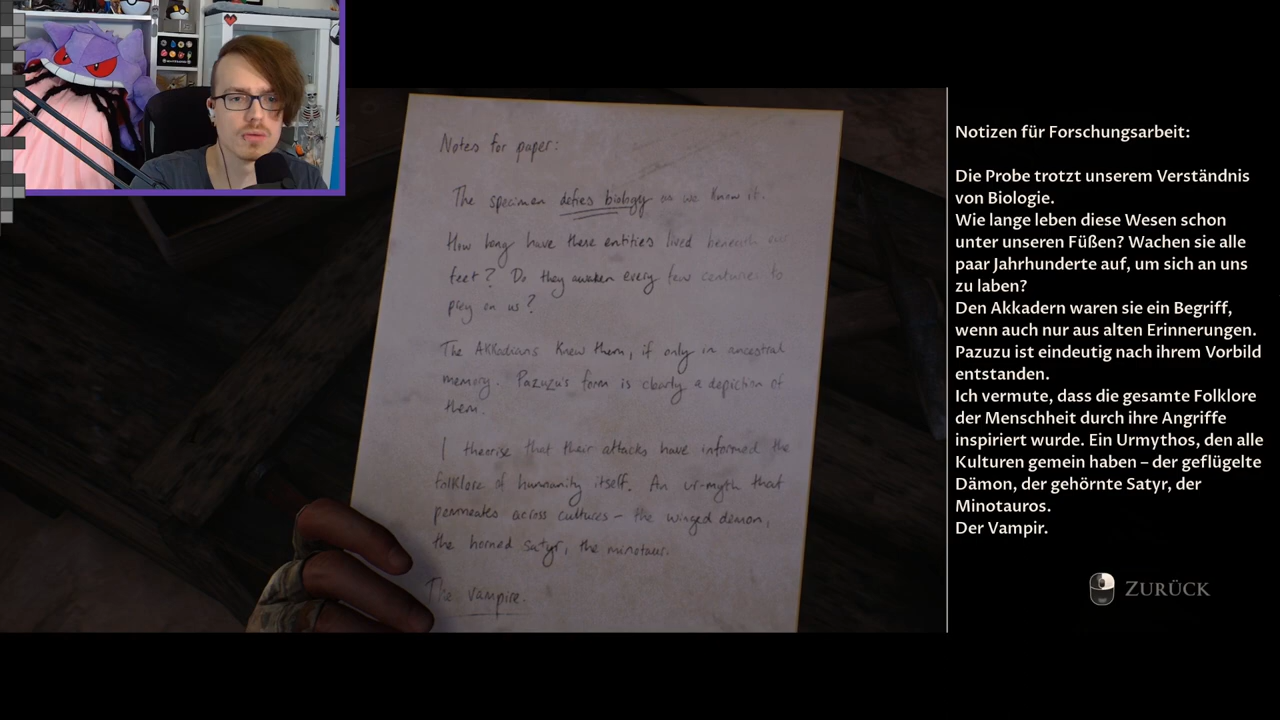 Notes for paper:
The specimen defies biology as we know it.
How long have these entities lived beneath our
feet? Do they awaken every few centuries to
prey on us?
The Akkadians knew them, if only in ancestral
memory. Pazuzu's form is clearly a depiction of
them.
I theorise that their attacks have informed the
folklore of humanity itself. An ur-myth that
permeates across cultures – the winged demon,
the horned satyr, the minotaur.
The vampire.
Notizen für Forschungsarbeit:
Die Probe trotzt unserem Verständnis
von Biologie.
Wie lange leben diese Wesen schon
unter unseren Füßen? Wachen sie alle
paar Jahrhunderte auf, um sich an uns
zu laben?
Den Akkadern waren sie ein Begriff,
wenn auch nur aus alten Erinnerungen.
Pazuzu ist eindeutig nach ihrem Vorbild
entstanden.
Ich vermute, dass die gesamte Folklore
der Menschheit durch ihre Angriffe
inspiriert wurde. Ein Urmythos, den alle
Kulturen gemein haben – der geflügelte
Dämon, der gehörnte Satyr, der
Minotauros.
Der Vampir.
ZURÜCK